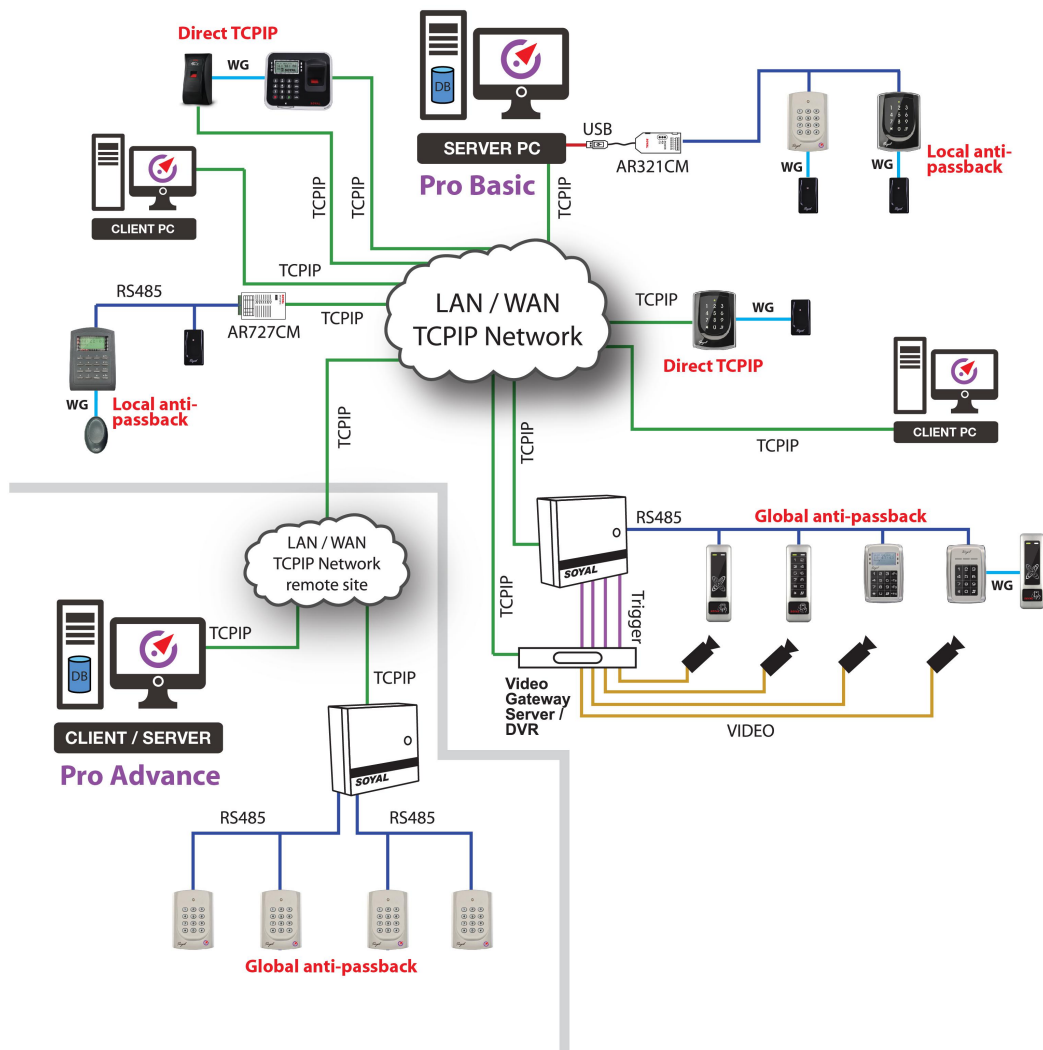 Direct TCPIP
WG
DB
SERVER PC
Pro Basic
USB
AR321CM
WG
WG
Local anti-
passback
CLIENT PC
TCPIP
TCPIP
TCPIP
TCPIP
RS485
AR727CM
TCPIP
LAN / WAN
TCPIP Network
TCPIP
WG
Direct TCPIP
WG
Local anti-
passback
CLIENT PC
TCPIP
TCPIP
TCPIP
LAN / WAN
TCPIP Network
remote site
SOYAL
RS485
Global anti-passback
WG
TCPIP
Trigger
Video
Gateway
Server /
DVR
VIDEO
DB
TCPIP
CLIENT / SERVER
Pro Advance
TCPIP
SOYAL
RS485
RS485
Global anti-passback